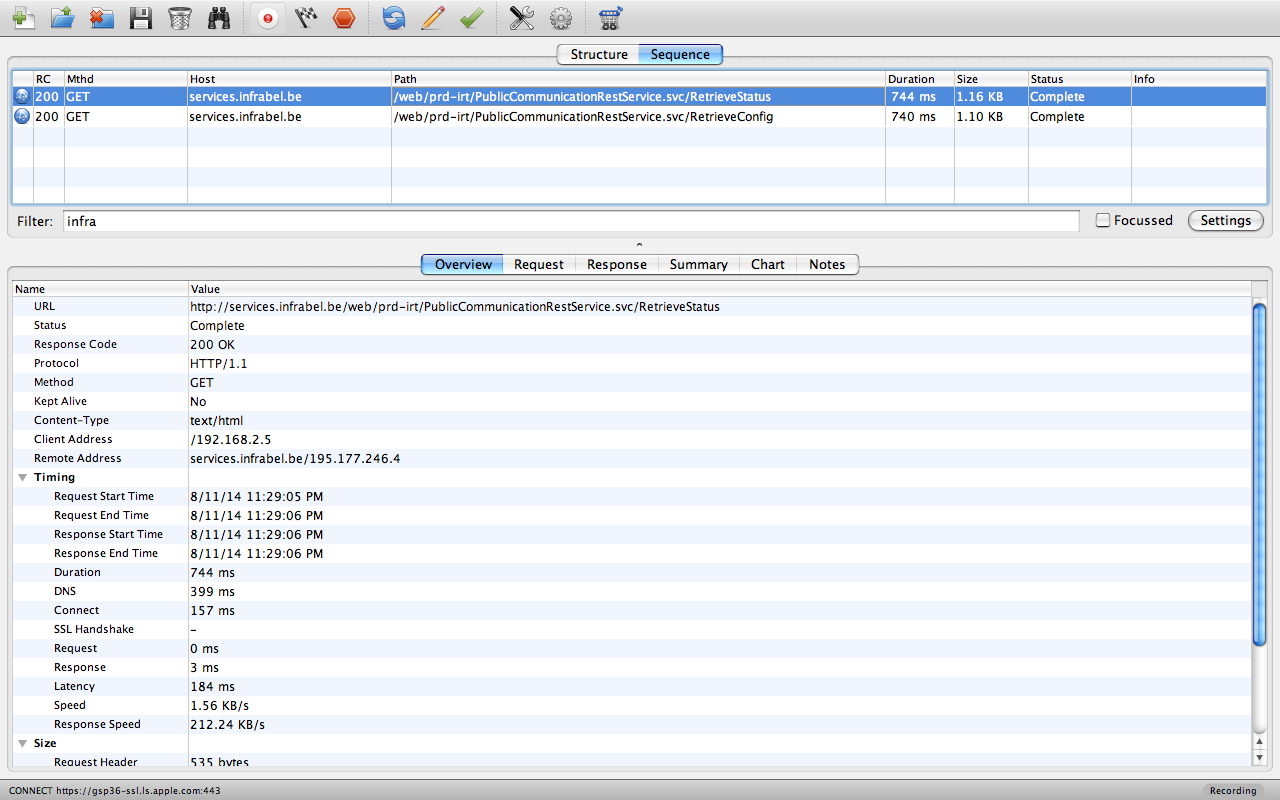 Structure Sequence
RC Mthd Host Path Duration Size Status Info
200 GET services.infrabel.be /web/prd-irt/PublicCommunicationRestService.svc/RetrieveStatus 744 ms 1.16 KB Complete
200 GET services.infrabel.be /web/prd-irt/PublicCommunicationRestService.svc/RetrieveConfig 740 ms 1.10 KB Complete
Filter: infra Focussed Settings
Overview Request Response Summary Chart Notes
Name Value
URL http://services.infrabel.be/web/prd-irt/PublicCommunicationRestService.svc/RetrieveStatus
Status Complete
Response Code 200 OK
Protocol HTTP/1.1
Method GET
Kept Alive No
Content-Type text/html
Client Address /192.168.2.5
Remote Address services.infrabel.be/195.177.246.4
Timing
Request Start Time 8/11/14 11:29:05 PM
Request End Time 8/11/14 11:29:06 PM
Response Start Time 8/11/14 11:29:06 PM
Response End Time 8/11/14 11:29:06 PM
Duration 744 ms
DNS 399 ms
Connect 157 ms
SSL Handshake -
Request 0 ms
Response 3 ms
Latency 184 ms
Speed 1.56 KB/s
Response Speed 212.24 KB/s
Size
Request Header 535 bytes
CONNECT https://gsp36-ssl.ls.apple.com:443 Recording